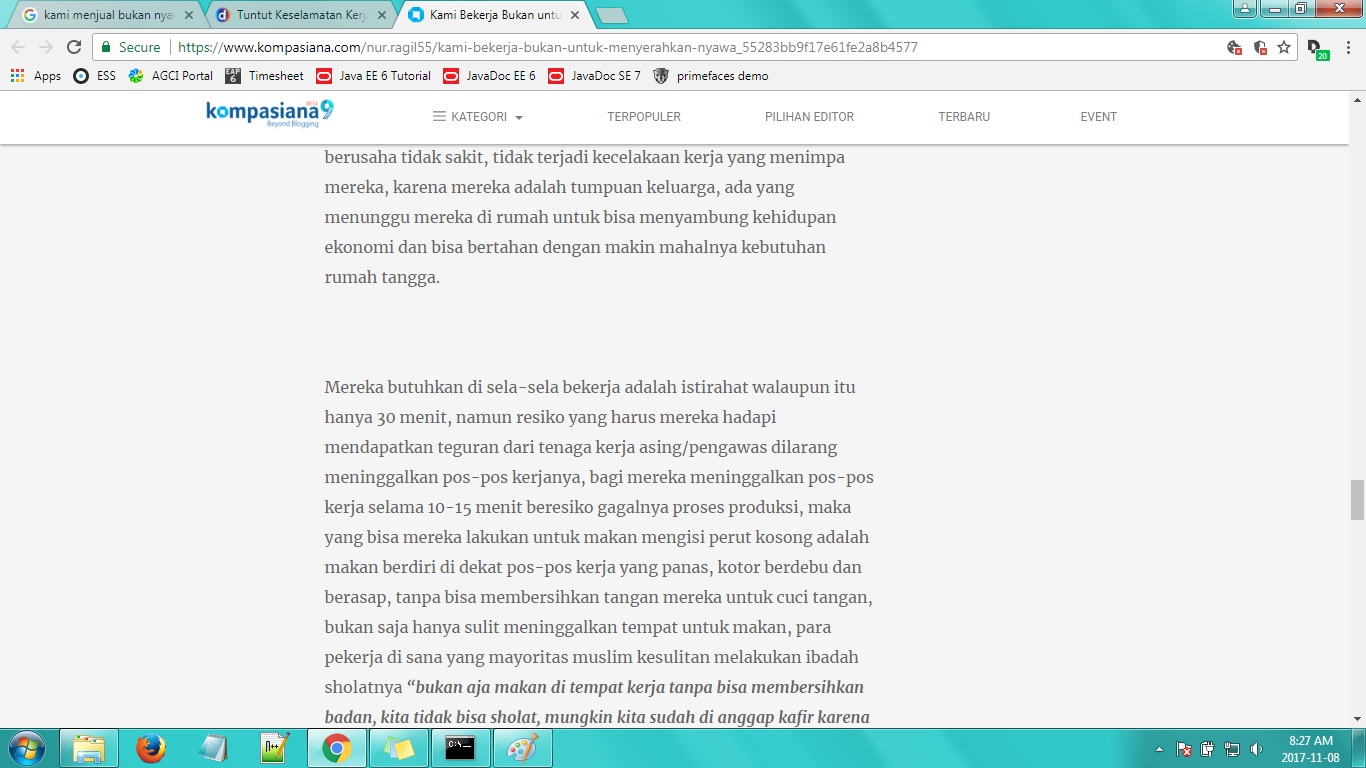 kami menjual bukan nya
Tuntut Keselamatan Kerja
Kami Bekerja Bukan untu
Secure
https://www.kompasiana.com/nur.ragil55/kami-bekerja-bukan-untuk-menyerahkan-nyawa_55283bb9f17e61fe2a8b4577
20
Apps ESS AGCI Portal EAP 6 Timesheet Java EE 6 Tutorial JavaDoc EE 6 JavaDoc SE 7 primefaces demo
kompasiana9 BETA
Beyond Blogging
KATEGORI TERPOPULER PILIHAN EDITOR TERBARU EVENT
berusaha tidak sakit, tidak terjadi kecelakaan kerja yang menimpa
mereka, karena mereka adalah tumpuan keluarga, ada yang
menunggu mereka di rumah untuk bisa menyambung kehidupan
ekonomi dan bisa bertahan dengan makin mahalnya kebutuhan
rumah tangga.
Mereka butuhkan di sela-sela bekerja adalah istirahat walaupun itu
hanya 30 menit, namun resiko yang harus mereka hadapi
mendapatkan teguran dari tenaga kerja asing/pengawas dilarang
meninggalkan pos-pos kerjanya, bagi mereka meninggalkan pos-pos
kerja selama 10-15 menit beresiko gagalnya proses produksi, maka
yang bisa mereka lakukan untuk makan mengisi perut kosong adalah
makan berdiri di dekat pos-pos kerja yang panas, kotor berdebu dan
berasap, tanpa bisa membersihkan tangan mereka untuk cuci tangan,
bukan saja hanya sulit meninggalkan tempat untuk makan, para
pekerja di sana yang mayoritas muslim kesulitan melakukan ibadah
sholatnya “bukan aja makan di tempat kerja tanpa bisa membersihkan
badan, kita tidak bisa sholat, mungkin kita sudah di anggap kafir karena
8:27 AM
2017-11-08